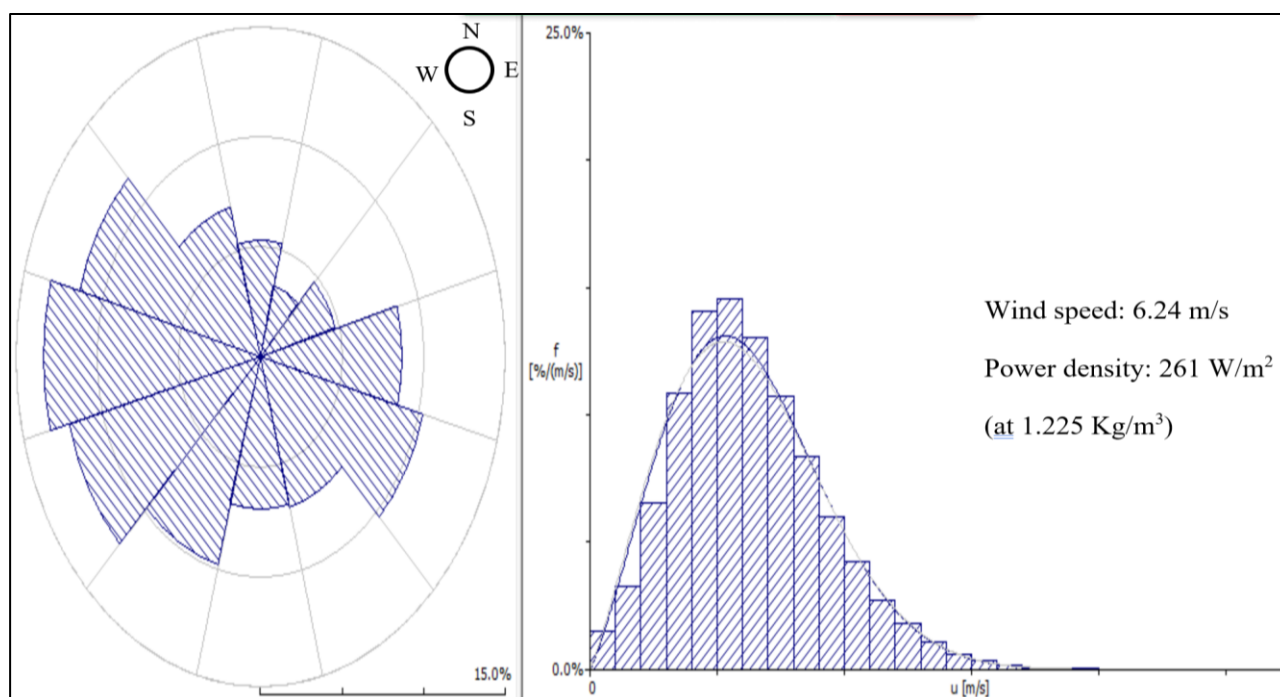 N
W E
S
15.0%
25.0%
f
[%/(m/s)]
0.0%
0
u [m/s]
Wind speed: 6.24 m/s
Power density: 261 W/m²
(at 1.225 Kg/m³)